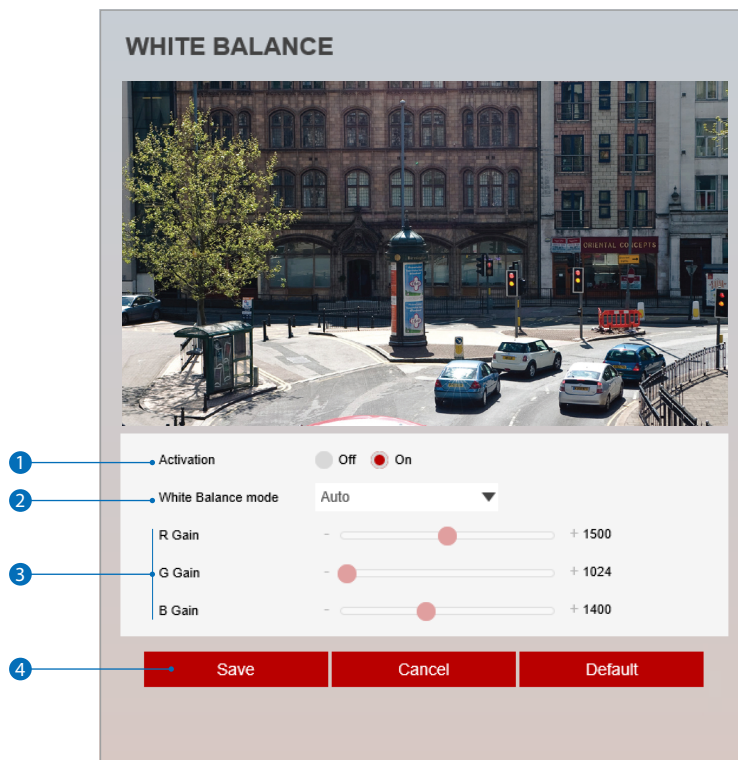 WHITE BALANCE
ORIENTAL CONCEPTS
1 Activation Off On
2 White Balance mode Auto
R Gain - + 1500
3 G Gain - + 1024
B Gain - + 1400
4 Save Cancel Default